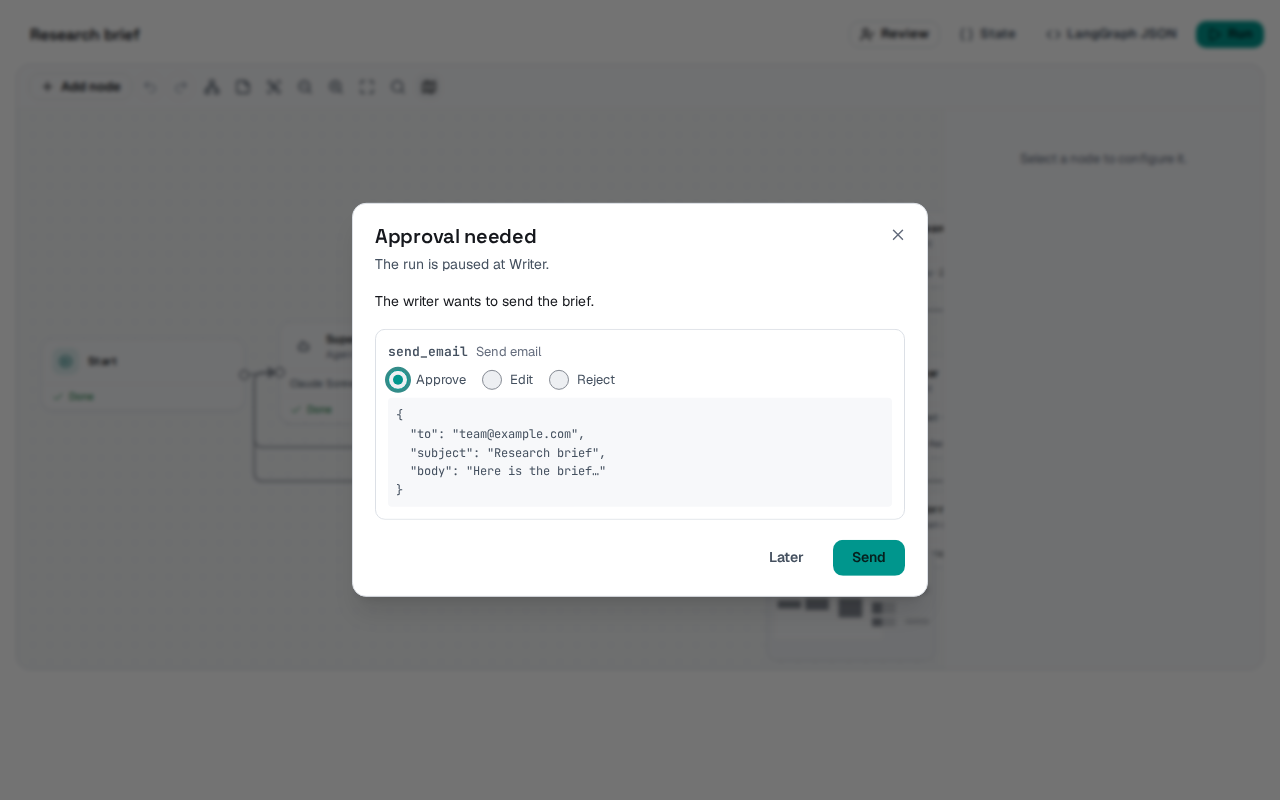 Research brief
Review
State
LangGraph JSON
Run
Add node
Select a node to configure it.
Approval needed
The run is paused at Writer.
The writer wants to send the brief.
send_email Send email
Approve Edit Reject
{
"to": "team@example.com",
"subject": "Research brief",
"body": "Here is the brief…"
}
Start
Done
Done
Later
Send